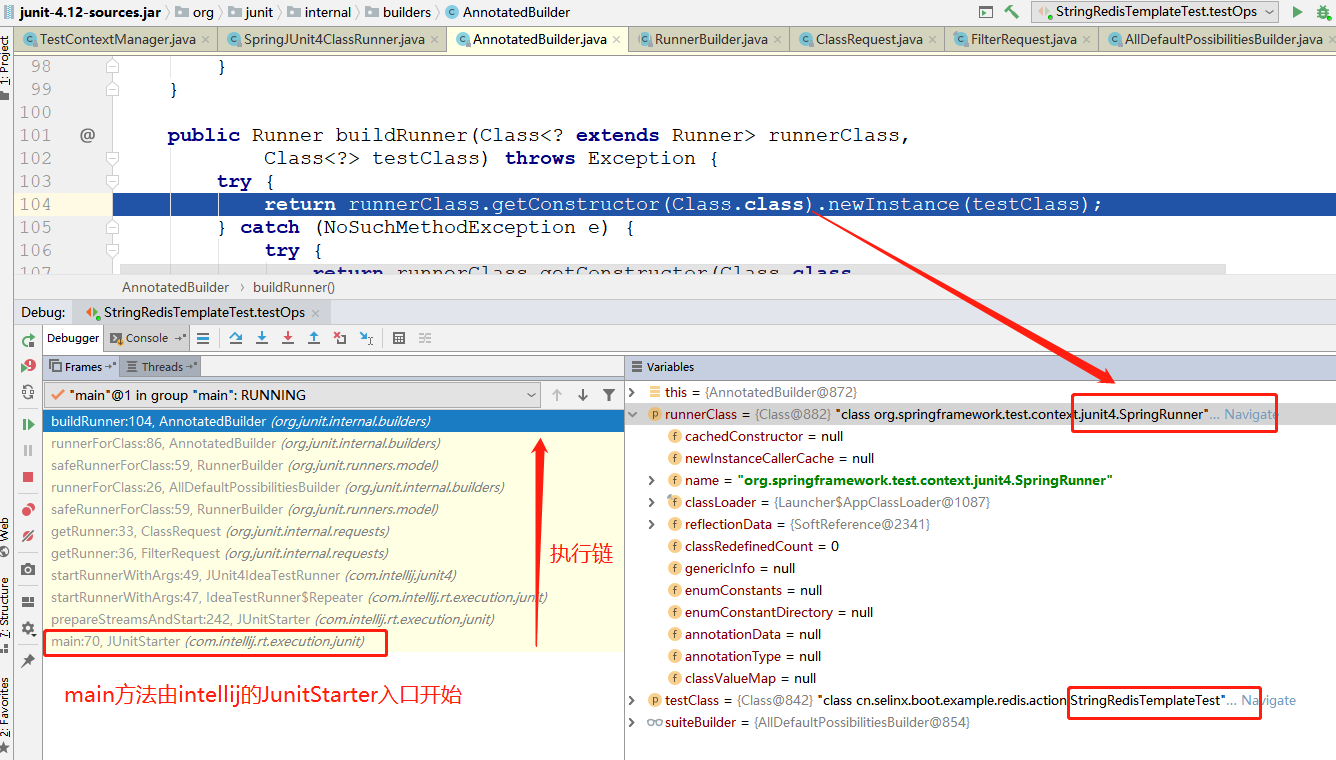 junit-4.12-sources.jar org junit internal builders AnnotatedBuilder StringRedisTemplateTest.testOps
TestContextManager.java SpringJUnit4ClassRunner.java AnnotatedBuilder.java RunnerBuilder.java ClassRequest.java FilterRequest.java AllDefaultPossibilitiesBuilder.java
1: Project
98 }
99 }
100
101 @ public Runner buildRunner(Class<? extends Runner> runnerClass,
102 Class<?> testClass) throws Exception {
103 try {
104 return runnerClass.getConstructor(Class.class).newInstance(testClass);
105 } catch (NoSuchMethodException e) {
106 try {
107 return runnerClass.getConstructor(Class.class,
AnnotatedBuilder › buildRunner()
Debug: StringRedisTemplateTest.testOps
Debugger Console
Frames Threads
Variables
"main"@1 in group "main": RUNNING
buildRunner:104, AnnotatedBuilder (org.junit.internal.builders)
runnerForClass:86, AnnotatedBuilder (org.junit.internal.builders)
safeRunnerForClass:59, RunnerBuilder (org.junit.runners.model)
runnerForClass:26, AllDefaultPossibilitiesBuilder (org.junit.internal.builders)
safeRunnerForClass:59, RunnerBuilder (org.junit.runners.model)
getRunner:33, ClassRequest (org.junit.internal.requests)
getRunner:36, FilterRequest (org.junit.internal.requests)
startRunnerWithArgs:49, JUnit4IdeaTestRunner (com.intellij.junit4)
startRunnerWithArgs:47, IdeaTestRunner$Repeater (com.intellij.rt.execution.junit)
prepareStreamsAndStart:242, JUnitStarter (com.intellij.rt.execution.junit)
main:70, JUnitStarter (com.intellij.rt.execution.junit)
执行链
main方法由intellij的JunitStarter入口开始
this = {AnnotatedBuilder@872}
runnerClass = {Class@882} "class org.springframework.test.context.junit4.SpringRunner"... Navigate
cachedConstructor = null
newInstanceCallerCache = null
name = "org.springframework.test.context.junit4.SpringRunner"
classLoader = {Launcher$AppClassLoader@1087}
reflectionData = {SoftReference@2341}
classRedefinedCount = 0
genericInfo = null
enumConstants = null
enumConstantDirectory = null
annotationData = null
annotationType = null
classValueMap = null
testClass = {Class@842} "class cn.selinx.boot.example.redis.action.StringRedisTemplateTest"... Navigate
suiteBuilder = {AllDefaultPossibilitiesBuilder@854}
Web
7: Structure
2: Favorites